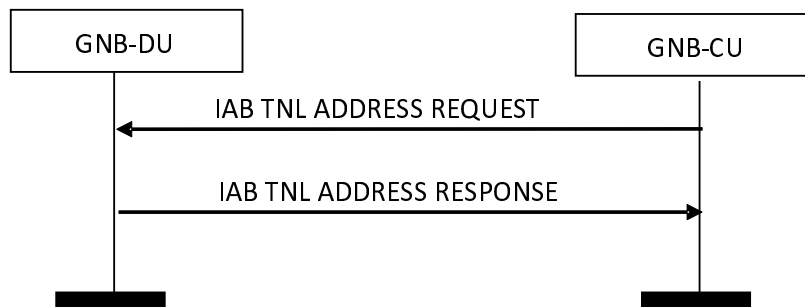 GNB-DU
GNB-CU
IAB TNL ADDRESS REQUEST
IAB TNL ADDRESS RESPONSE